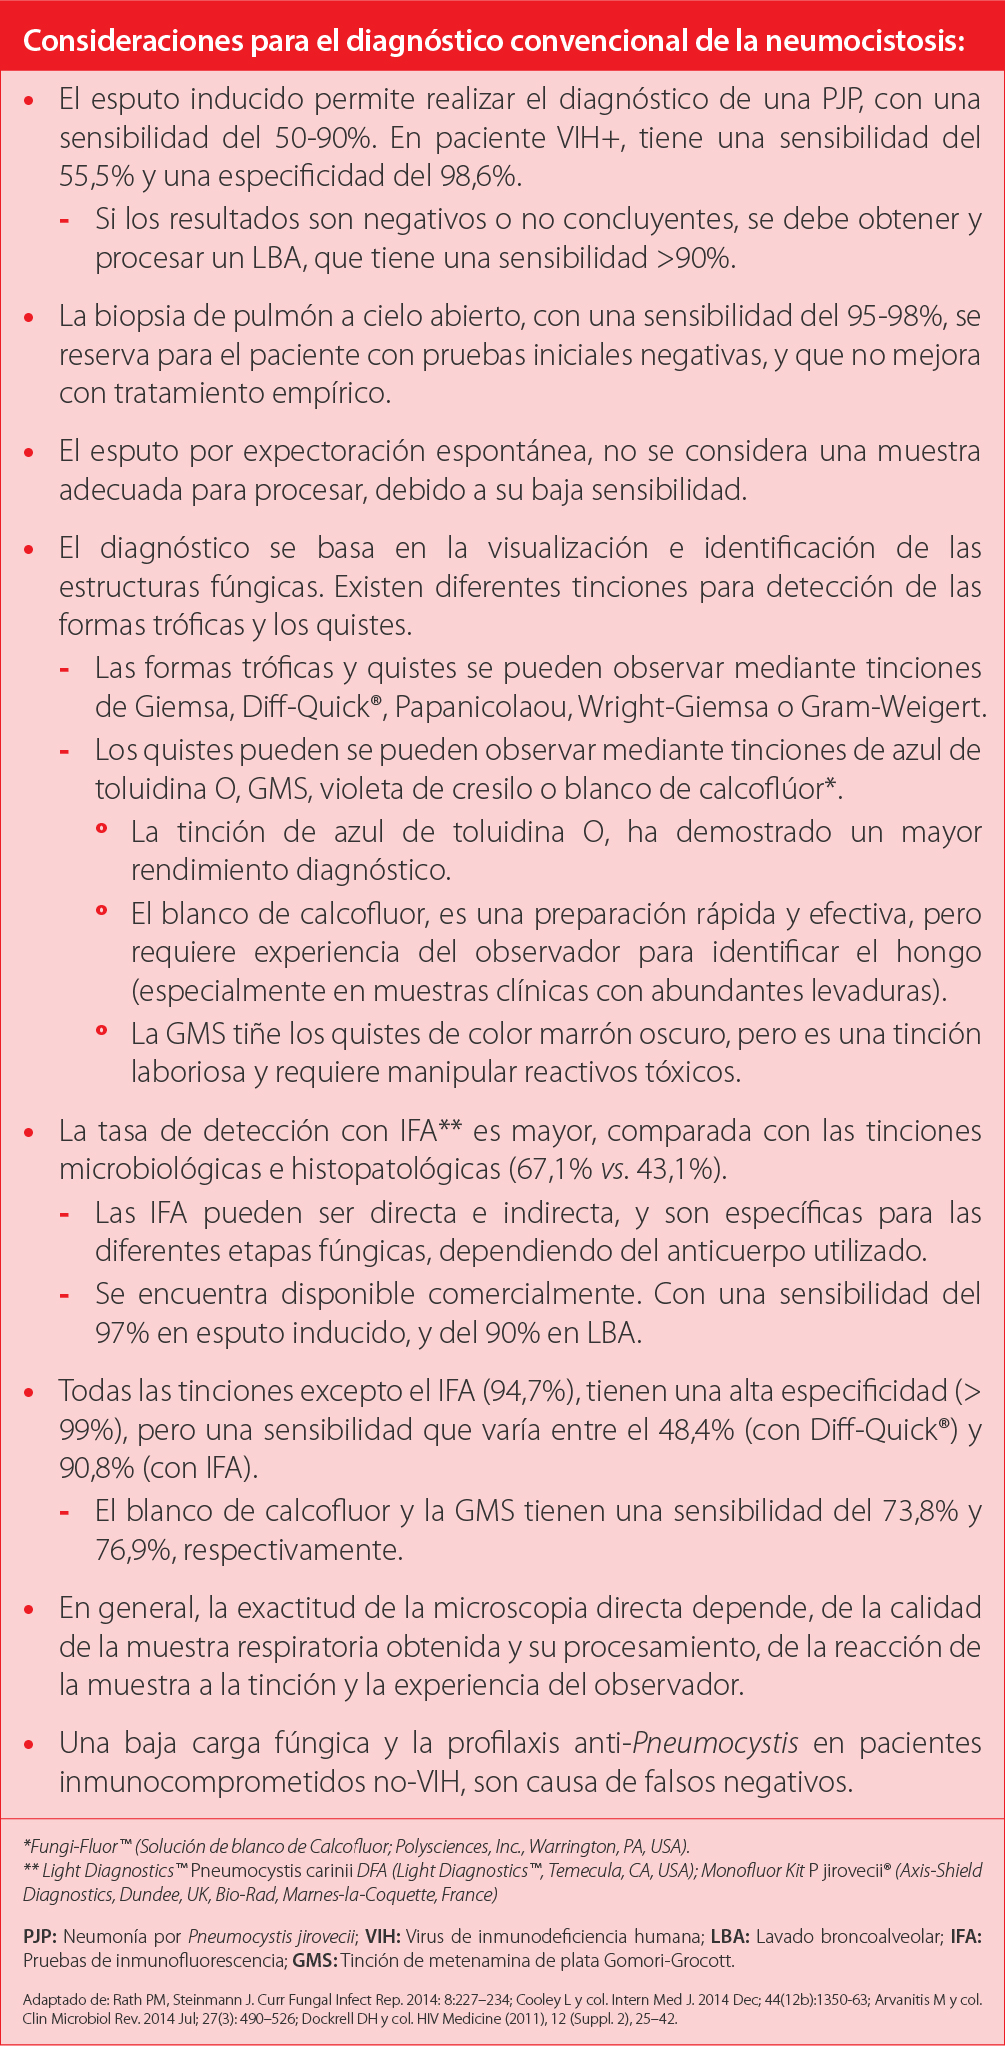 Consideraciones para el diagnóstico convencional de la neumocistosis:
• El esputo inducido permite realizar el diagnóstico de una PJP, con una
sensibilidad del 50-90%. En paciente VIH+, tiene una sensibilidad del
55,5% y una especificidad del 98,6%.
- Si los resultados son negativos o no concluyentes, se debe obtener y
procesar un LBA, que tiene una sensibilidad >90%.
• La biopsia de pulmón a cielo abierto, con una sensibilidad del 95-98%, se
reserva para el paciente con pruebas iniciales negativas, y que no mejora
con tratamiento empírico.
• El esputo por expectoración espontánea, no se considera una muestra
adecuada para procesar, debido a su baja sensibilidad.
• El diagnóstico se basa en la visualización e identificación de las
estructuras fúngicas. Existen diferentes tinciones para detección de las
formas tróficas y los quistes.
- Las formas tróficas y quistes se pueden observar mediante tinciones
de Giemsa, Diff-Quick®, Papanicolaou, Wright-Giemsa o Gram-Weigert.
- Los quistes pueden se pueden observar mediante tinciones de azul de
toluidina O, GMS, violeta de cresilo o blanco de calcoflúor*.
° La tinción de azul de toluidina O, ha demostrado un mayor
rendimiento diagnóstico.
° El blanco de calcofluor, es una preparación rápida y efectiva, pero
requiere experiencia del observador para identificar el hongo
(especialmente en muestras clínicas con abundantes levaduras).
° La GMS tiñe los quistes de color marrón oscuro, pero es una tinción
laboriosa y requiere manipular reactivos tóxicos.
• La tasa de detección con IFA** es mayor, comparada con las tinciones
microbiológicas e histopatológicas (67,1% vs. 43,1%).
- Las IFA pueden ser directa e indirecta, y son específicas para las
diferentes etapas fúngicas, dependiendo del anticuerpo utilizado.
- Se encuentra disponible comercialmente. Con una sensibilidad del
97% en esputo inducido, y del 90% en LBA.
• Todas las tinciones excepto el IFA (94,7%), tienen una alta especificidad (>
99%), pero una sensibilidad que varía entre el 48,4% (con Diff-Quick®) y
90,8% (con IFA).
- El blanco de calcofluor y la GMS tienen una sensibilidad del 73,8% y
76,9%, respectivamente.
• En general, la exactitud de la microscopia directa depende, de la calidad
de la muestra respiratoria obtenida y su procesamiento, de la reacción de
la muestra a la tinción y la experiencia del observador.
• Una baja carga fúngica y la profilaxis anti-Pneumocystis en pacientes
inmunocomprometidos no-VIH, son causa de falsos negativos.
*Fungi-Fluor™ (Solución de blanco de Calcofluor; Polysciences, Inc., Warrington, PA, USA).
** Light Diagnostics™ Pneumocystis carinii DFA (Light Diagnostics™, Temecula, CA, USA); Monofluor Kit P jirovecii® (Axis-Shield
Diagnostics, Dundee, UK, Bio-Rad, Marnes-la-Coquette, France)
PJP: Neumonía por Pneumocystis jirovecii; VIH: Virus de inmunodeficiencia humana; LBA: Lavado broncoalveolar; IFA:
Pruebas de inmunofluorescencia; GMS: Tinción de metenamina de plata Gomori-Grocott.
Adaptado de: Rath PM, Steinmann J. Curr Fungal Infect Rep. 2014: 8:227–234; Cooley L y col. Intern Med J. 2014 Dec; 44(12b):1350-63; Arvanitis M y col.
Clin Microbiol Rev. 2014 Jul; 27(3): 490–526; Dockrell DH y col. HIV Medicine (2011), 12 (Suppl. 2), 25–42.